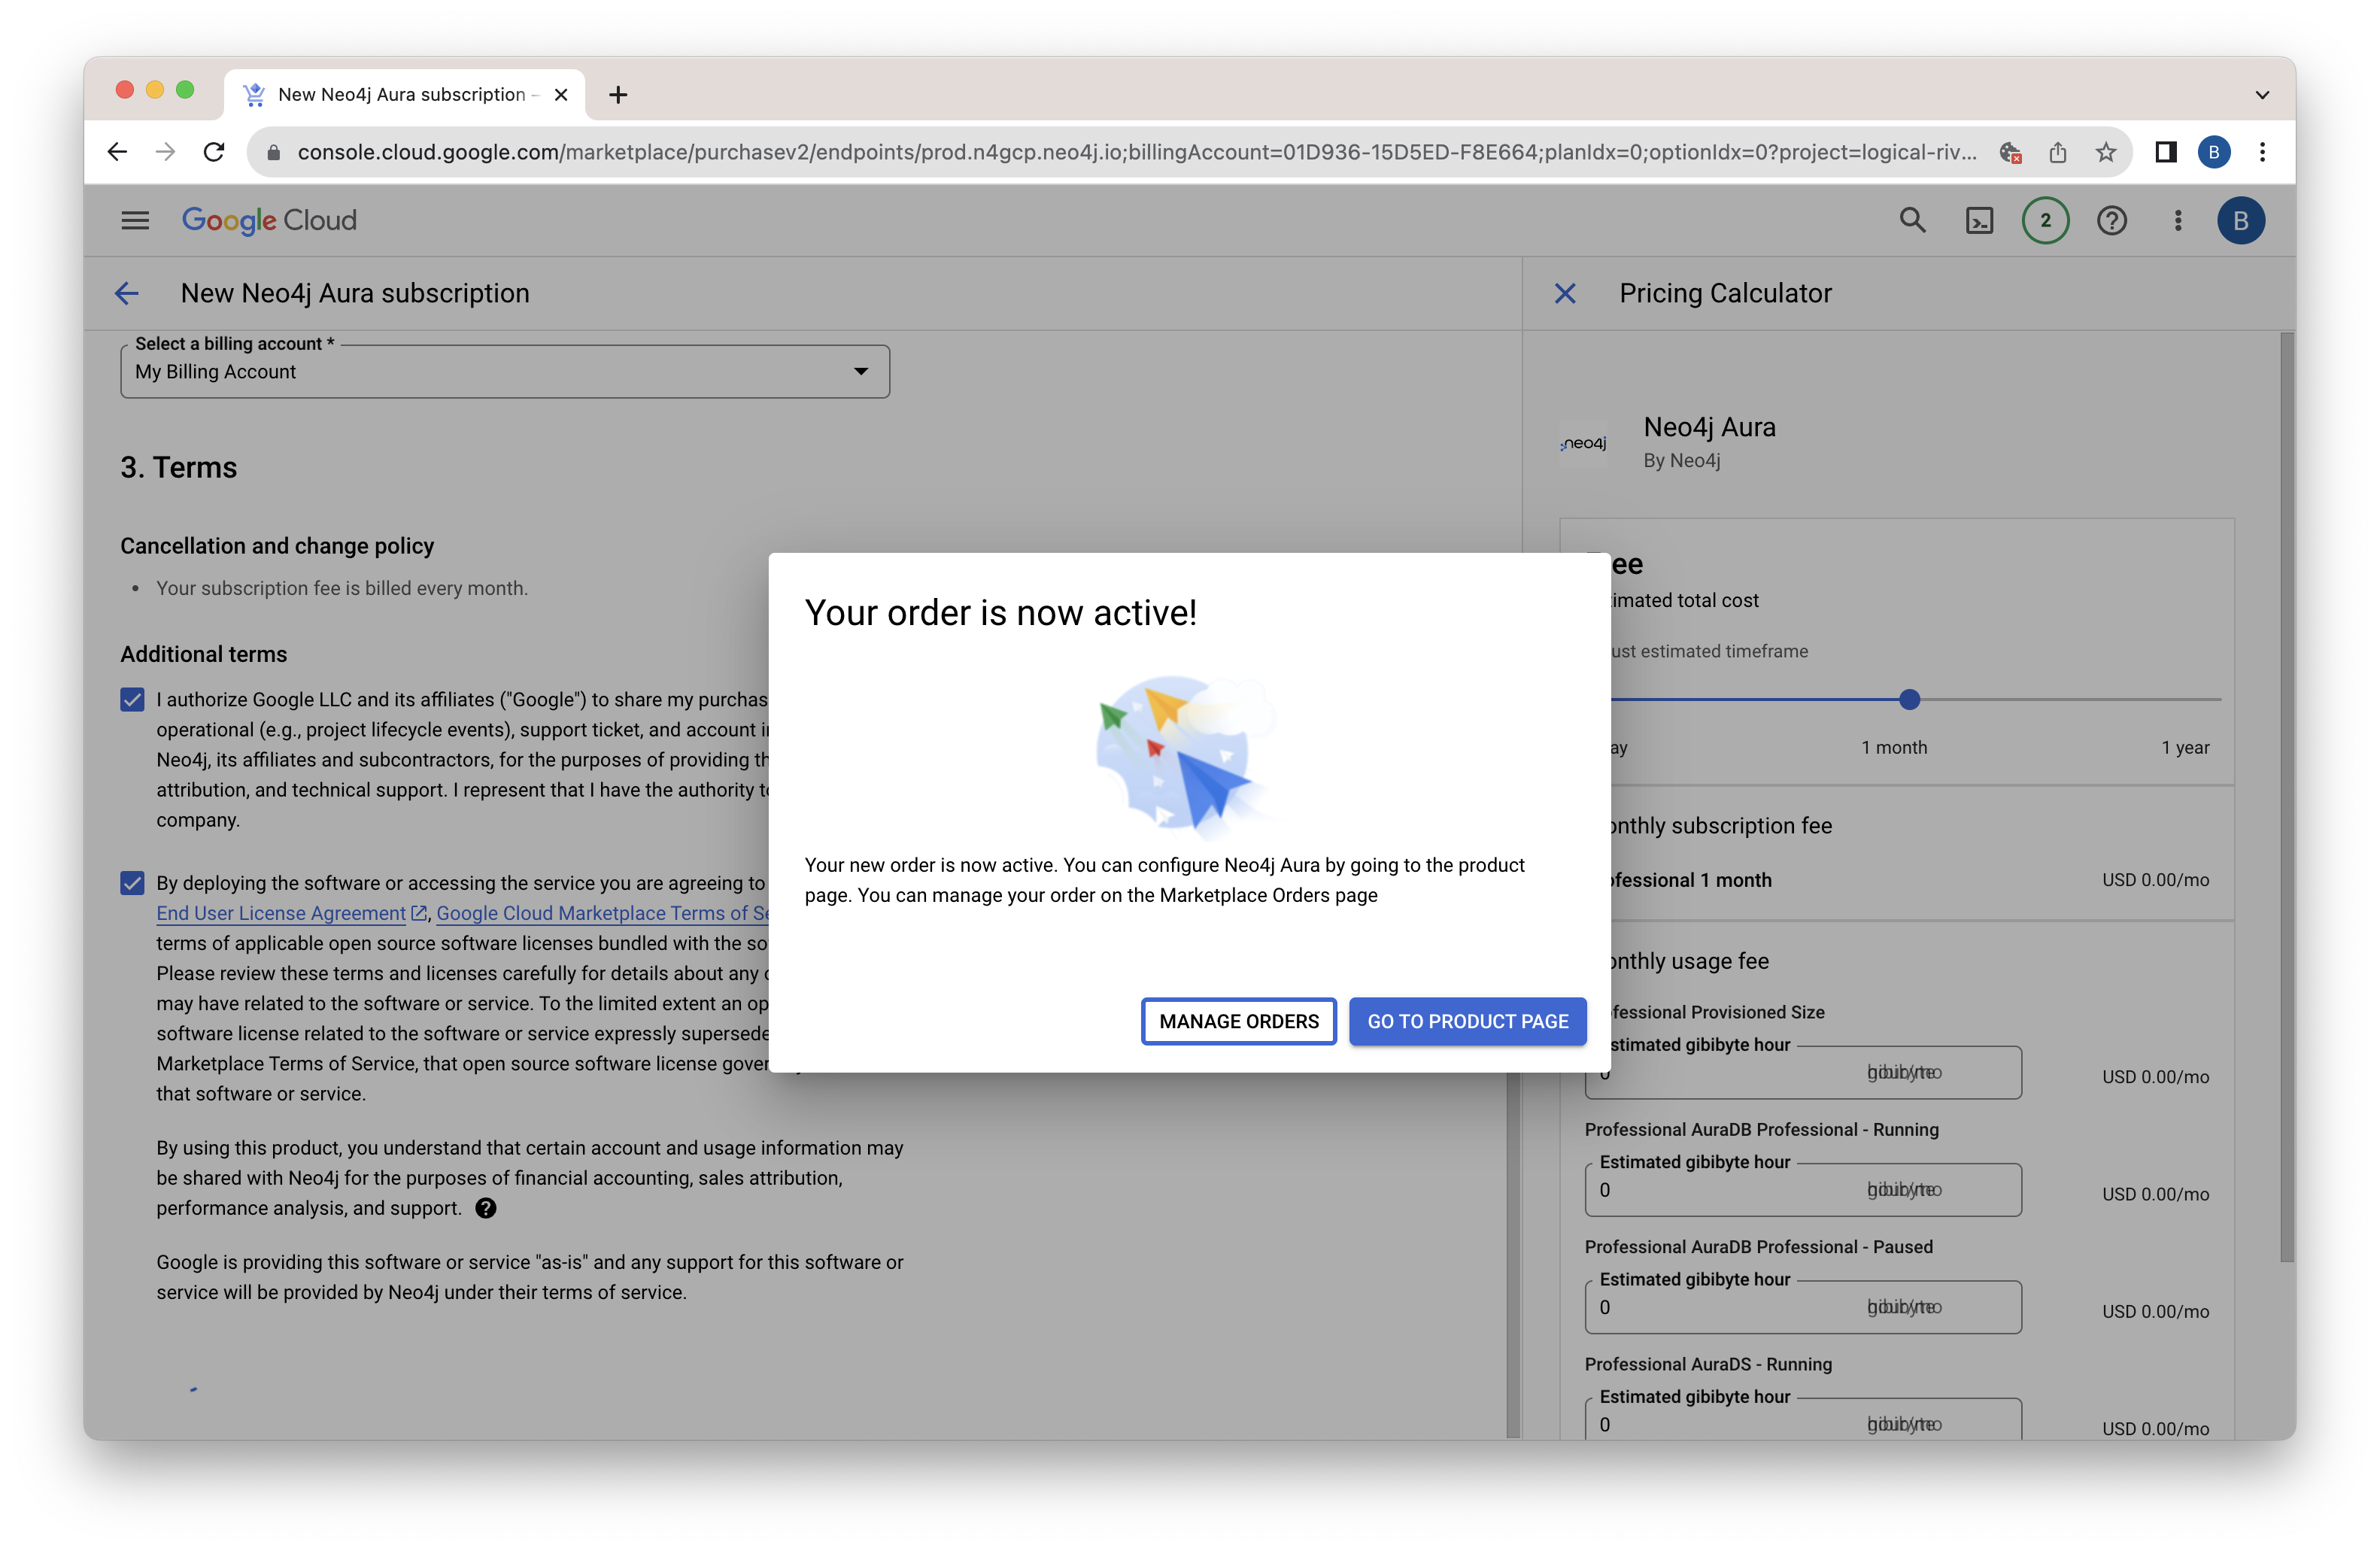 New Neo4j Aura subscription –
console.cloud.google.com/marketplace/purchasev2/endpoints/prod.n4gcp.neo4j.io;billingAccount=01D936-15D5ED-F8E664;planIdx=0;optionIdx=0?project=logical-riv...
B
Google Cloud
2
B
New Neo4j Aura subscription
Select a billing account *
My Billing Account
3. Terms
Cancellation and change policy
• Your subscription fee is billed every month.
Additional terms
I authorize Google LLC and its affiliates ("Google") to share my purchas
operational (e.g., project lifecycle events), support ticket, and account i
Neo4j, its affiliates and subcontractors, for the purposes of providing th
attribution, and technical support. I represent that I have the authority t
company.
By deploying the software or accessing the service you are agreeing to
End User License Agreement, Google Cloud Marketplace Terms of Se
terms of applicable open source software licenses bundled with the so
Please review these terms and licenses carefully for details about any
may have related to the software or service. To the limited extent an op
software license related to the software or service expressly supersede
Marketplace Terms of Service, that open source software license gover
that software or service.
By using this product, you understand that certain account and usage information may
be shared with Neo4j for the purposes of financial accounting, sales attribution,
performance analysis, and support.
Google is providing this software or service "as-is" and any support for this software or
service will be provided by Neo4j under their terms of service.
Your order is now active!
Your new order is now active. You can configure Neo4j Aura by going to the product
page. You can manage your order on the Marketplace Orders page
MANAGE ORDERS GO TO PRODUCT PAGE
Pricing Calculator
neo4j
Neo4j Aura
By Neo4j
ee
imated total cost
ust estimated timeframe
ay 1 month 1 year
onthly subscription fee
ofessional 1 month USD 0.00/mo
onthly usage fee
fessional Provisioned Size
stimated gibibyte hour
0 USD 0.00/mo
Professional AuraDB Professional - Running
Estimated gibibyte hour
0 USD 0.00/mo
Professional AuraDB Professional - Paused
Estimated gibibyte hour
0 USD 0.00/mo
Professional AuraDS - Running
Estimated gibibyte hour
0 USD 0.00/mo